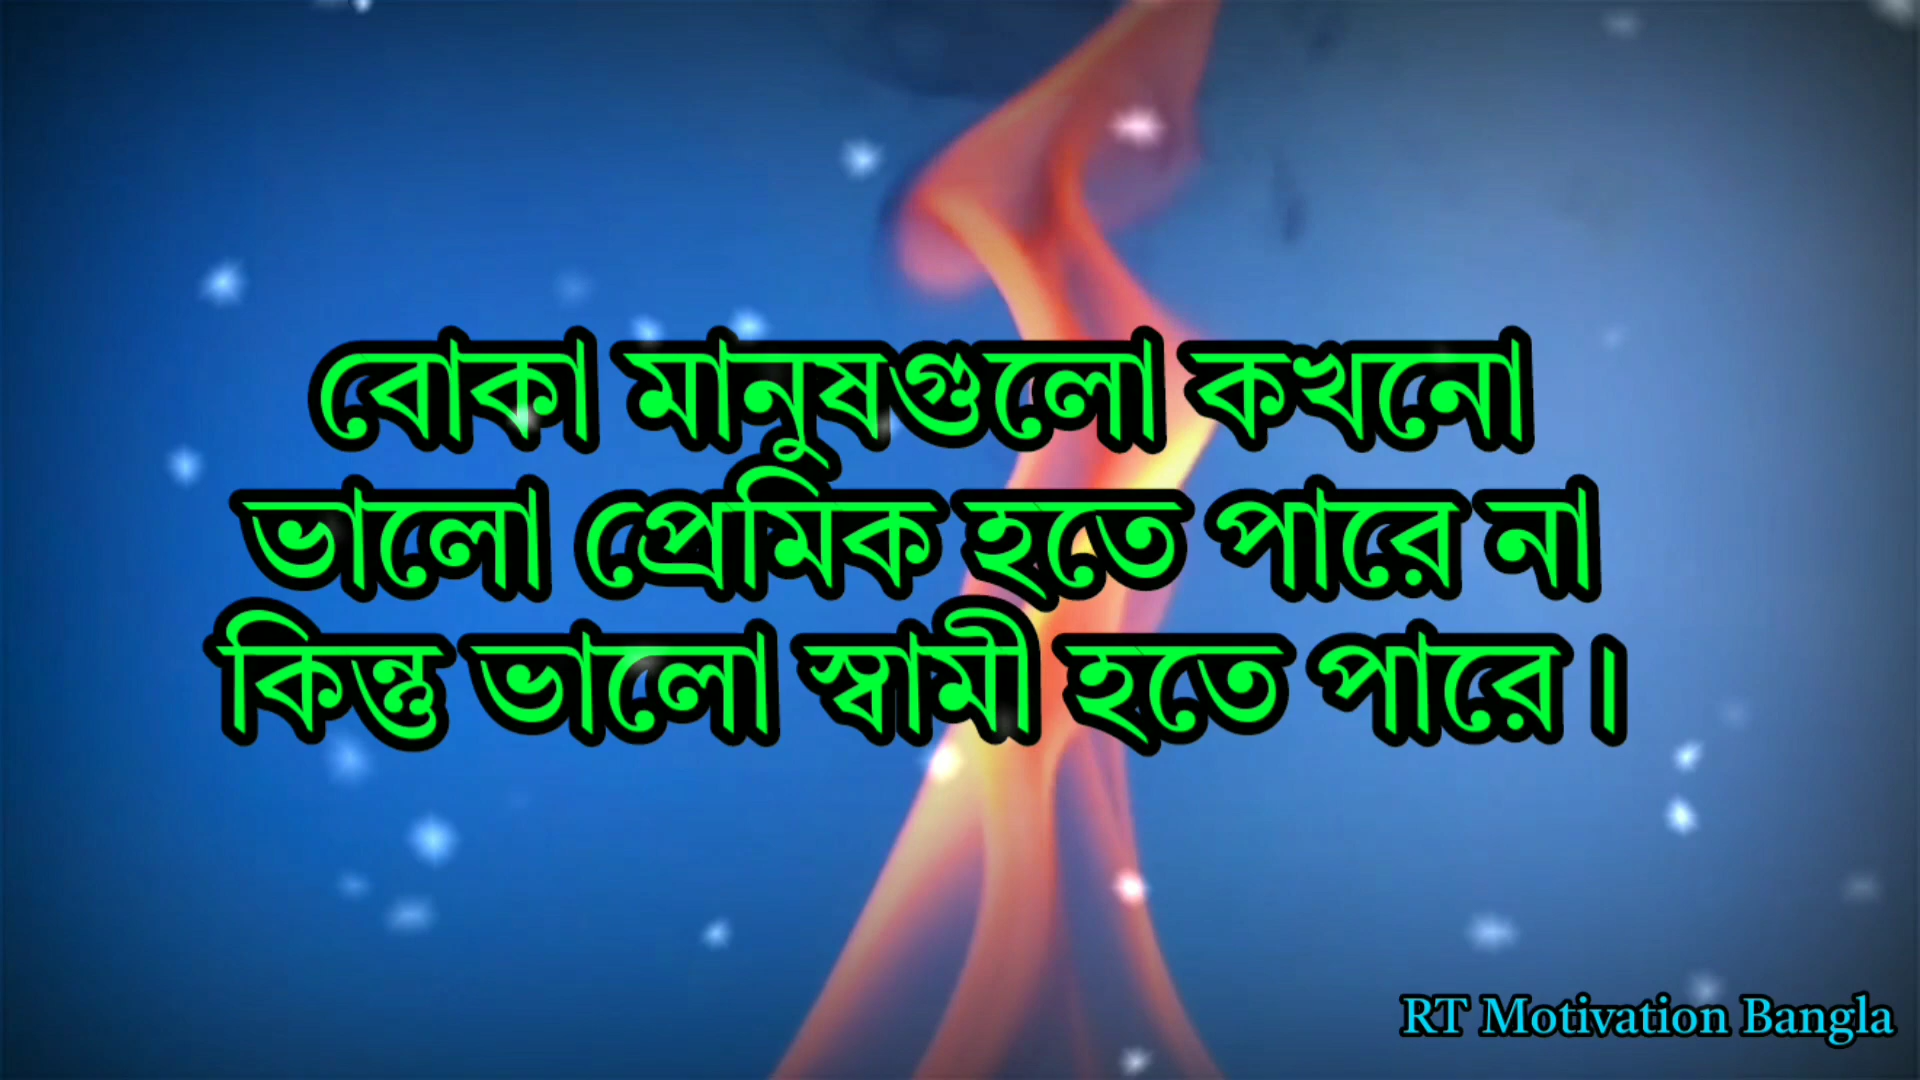 বোকা মানুষগুলো কখনো
ভালো প্রেমিক হতে পারে না
কিন্তু ভালো স্বামী হতে পারে।
RT Motivation Bangla